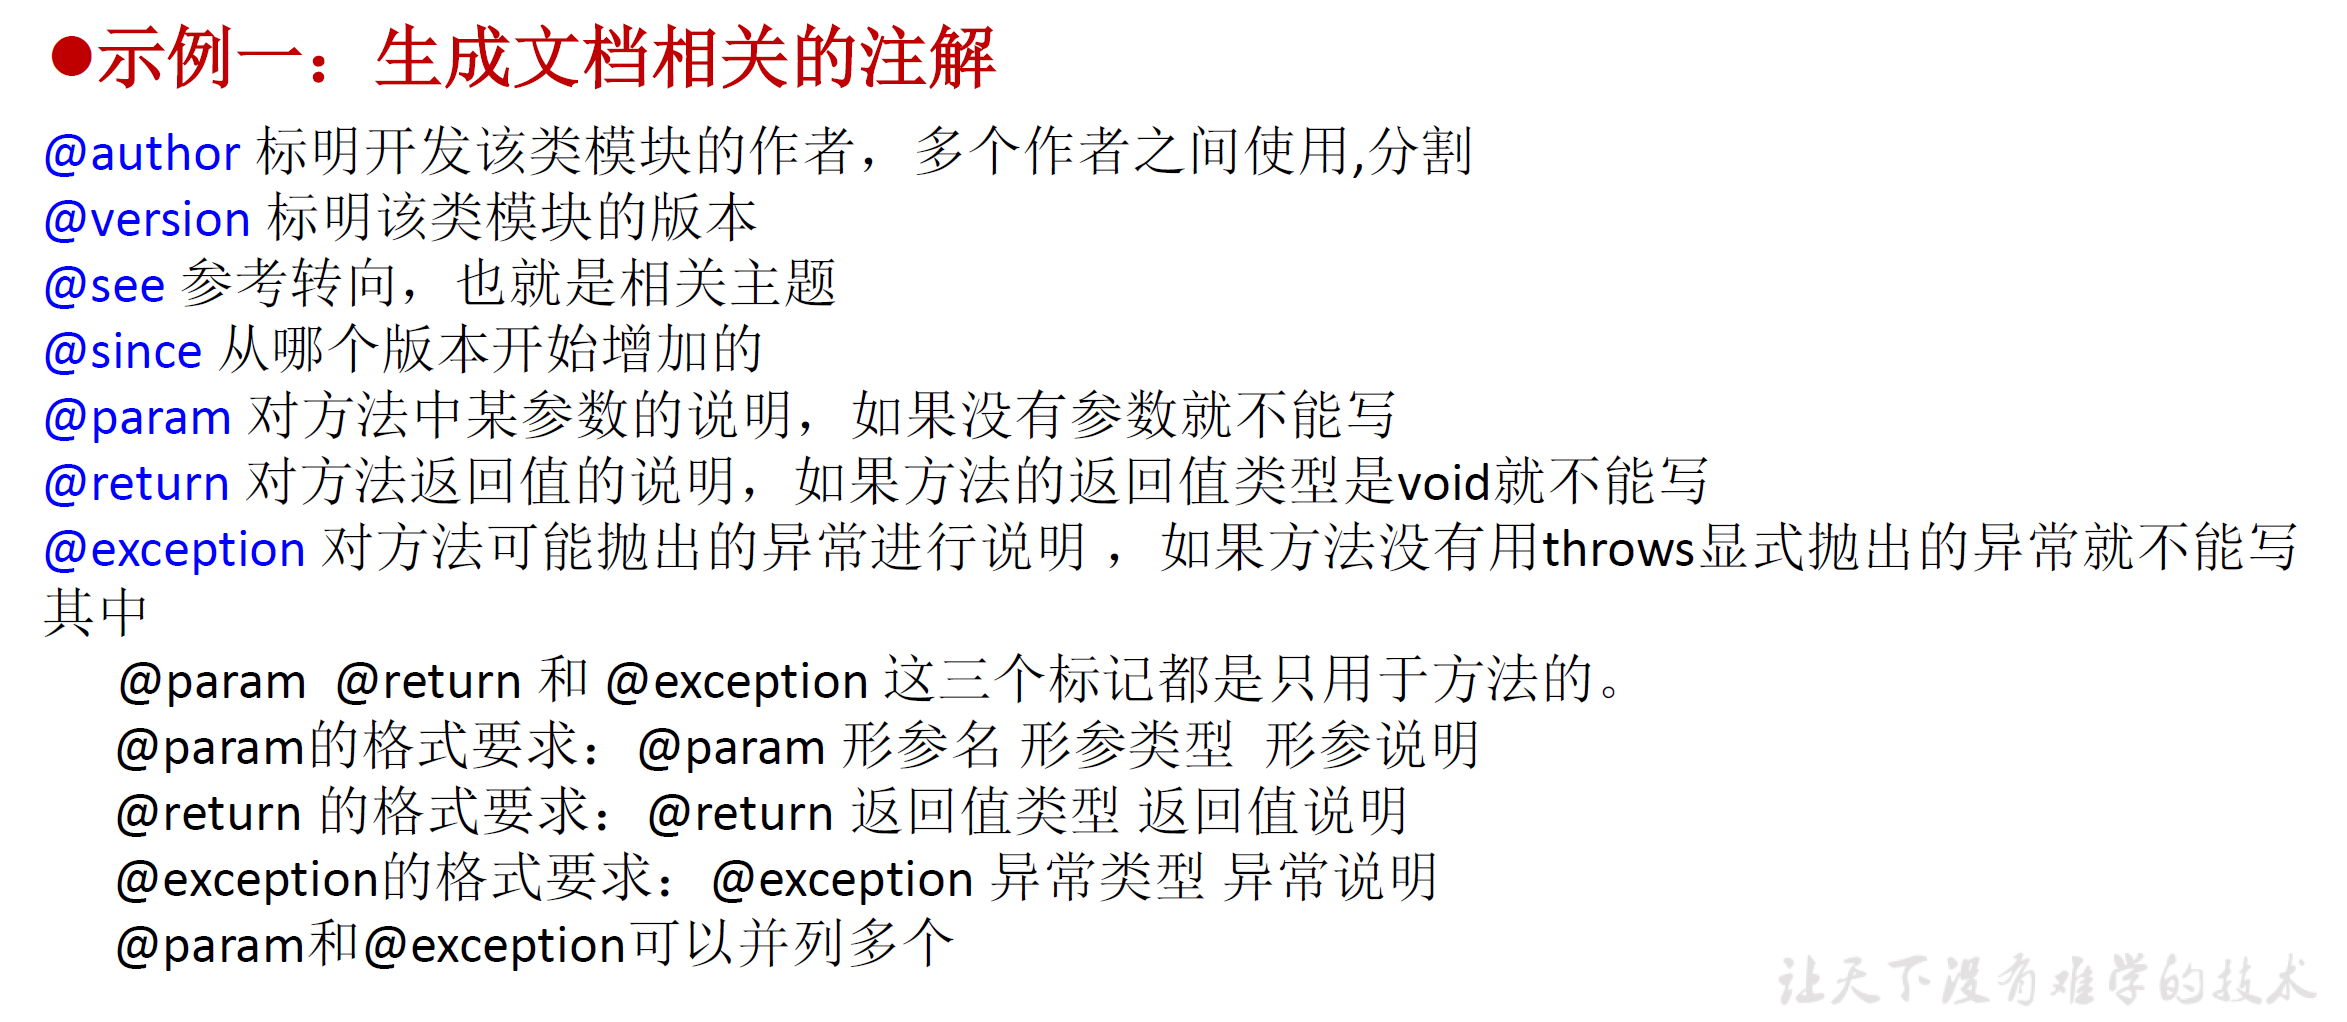 ●示例一：生成文档相关的注解
@author 标明开发该类模块的作者，多个作者之间使用,分割
@version 标明该类模块的版本
@see 参考转向，也就是相关主题
@since 从哪个版本开始增加的
@param 对方法中某参数的说明，如果没有参数就不能写
@return 对方法返回值的说明，如果方法的返回值类型是void就不能写
@exception 对方法可能抛出的异常进行说明 ，如果方法没有用throws显式抛出的异常就不能写
其中
@param  @return 和 @exception 这三个标记都是只用于方法的。
@param的格式要求：@param 形参名 形参类型  形参说明
@return 的格式要求：@return 返回值类型 返回值说明
@exception的格式要求：@exception 异常类型 异常说明
@param和@exception可以并列多个
让天下没有难学的技术